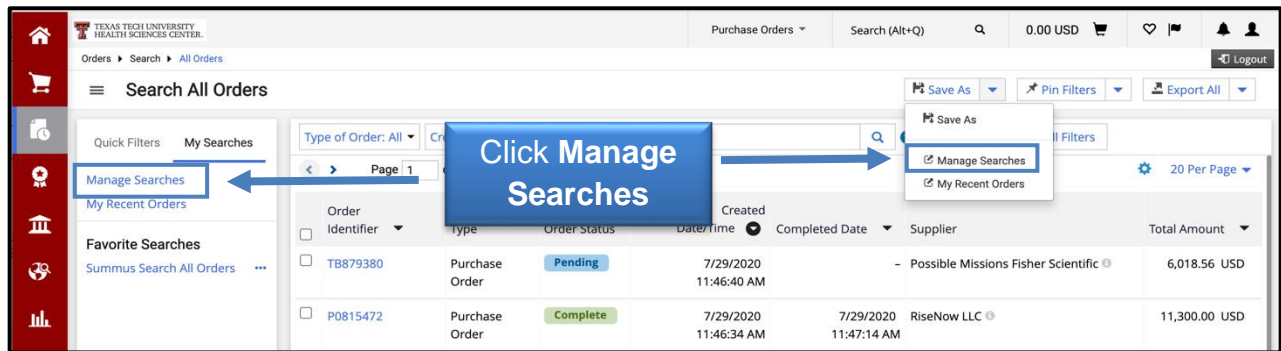 TEXAS TECH UNIVERSITY
HEALTH SCIENCES CENTER.
Purchase Orders
Search (Alt+Q)
0.00 USD
Orders Search All Orders
Logout
Search All Orders
Save As
Pin Filters
Export All
Save As
Manage Searches
My Recent Orders
Quick Filters My Searches
Manage Searches
My Recent Orders
Favorite Searches
Summus Search All Orders ...
Type of Order: All
Click Manage
Searches
Filters
Page 1
20 Per Page
Order
Identifier
Type
Order Status
Created
Date/Time
Completed Date
Supplier
Total Amount
TB879380 Purchase Order Pending 7/29/2020 11:46:40 AM – Possible Missions Fisher Scientific 6,018.56 USD
P0815472 Purchase Order Complete 7/29/2020 11:46:34 AM 7/29/2020 11:47:14 AM RiseNow LLC 11,300.00 USD